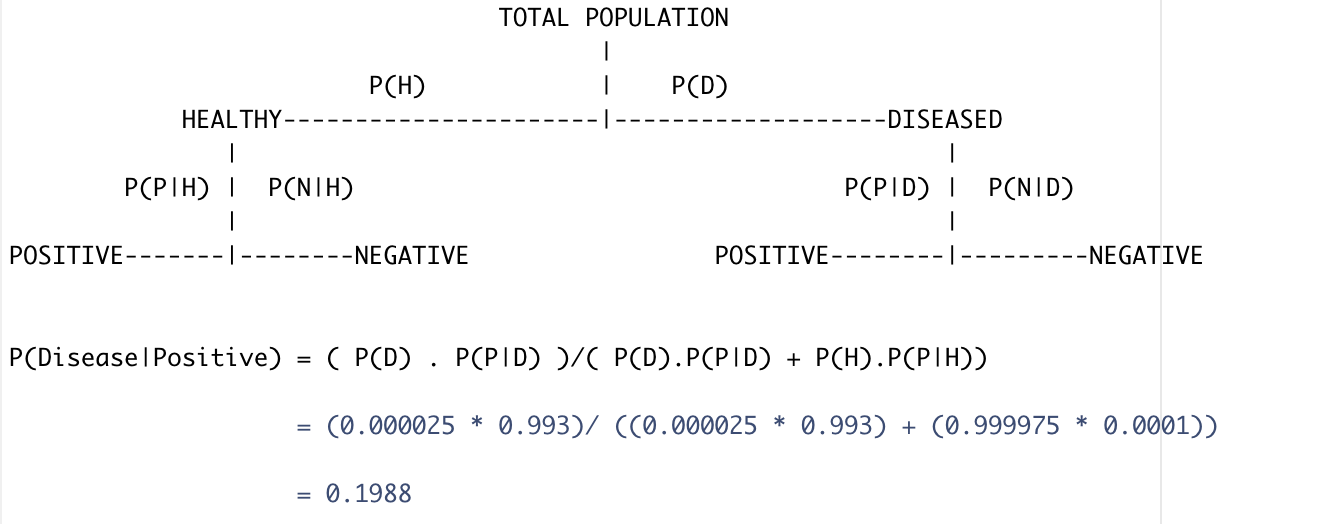 TOTAL POPULATION
|
P(H) | P(D)
HEALTHY----------------------|-------------------DISEASED
| |
P(P|H) | P(N|H) P(P|D) | P(N|D)
| |
POSITIVE-------|--------NEGATIVE POSITIVE--------|---------NEGATIVE
P(Disease|Positive) = ( P(D) . P(P|D) )/( P(D).P(P|D) + P(H).P(P|H))
= (0.000025 * 0.993)/ ((0.000025 * 0.993) + (0.999975 * 0.0001))
= 0.1988